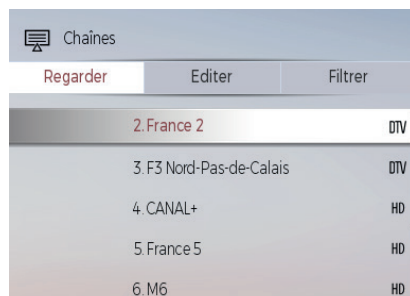 Chaînes
Regarder Editer Filtrer
2. France 2 DTV
3. F3 Nord-Pas-de-Calais DTV
4. CANAL+ HD
5. France 5 HD
6. M6 HD